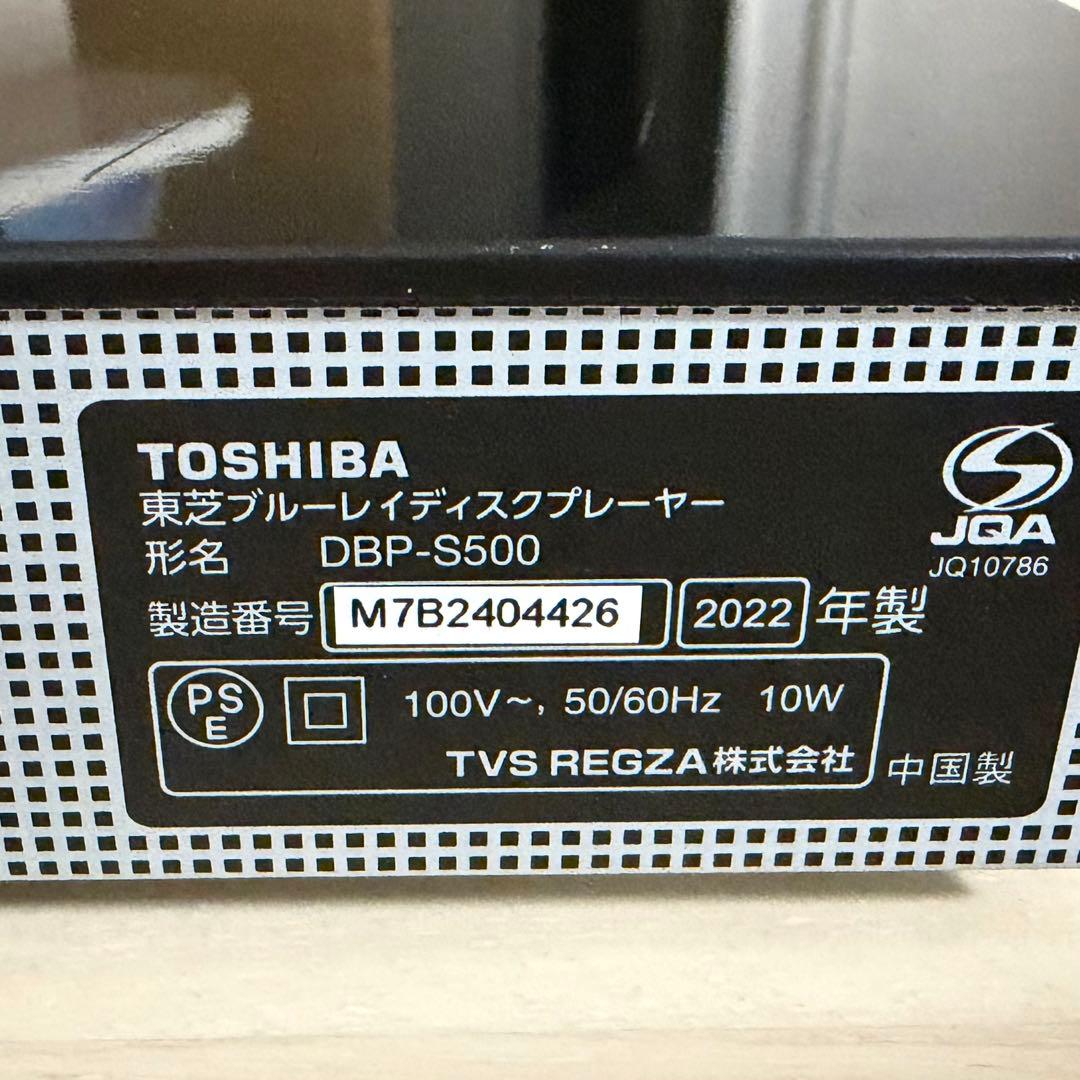 TOSHIBA
東芝ブルーレイディスクプレーヤー
形名 DBP-S500
製造番号 M7B2404426 2022 年製
JQA
JQ10786
PS
E
100V～, 50/60Hz 10W
TVS REGZA株式会社
中国製